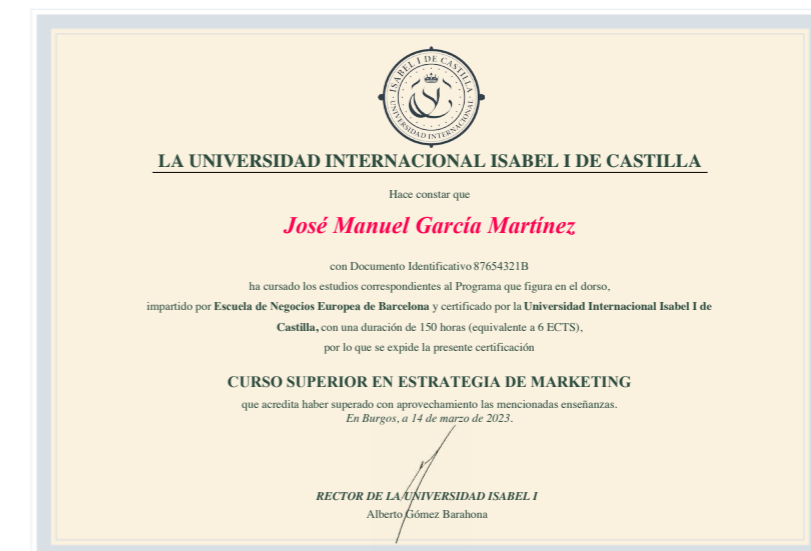 ISABEL I DE CASTILLA
UNIVERSIDAD INTERNACIONAL
LA UNIVERSIDAD INTERNACIONAL ISABEL I DE CASTILLA
Hace constar que
José Manuel García Martínez
con Documento Identificativo 87654321B
ha cursado los estudios correspondientes al Programa que figura en el dorso,
impartido por Escuela de Negocios Europea de Barcelona y certificado por la Universidad Internacional Isabel I de
Castilla, con una duración de 150 horas (equivalente a 6 ECTS),
por lo que se expide la presente certificación
CURSO SUPERIOR EN ESTRATEGIA DE MARKETING
que acredita haber superado con aprovechamiento las mencionadas enseñanzas.
En Burgos, a 14 de marzo de 2023.
RECTOR DE LA UNIVERSIDAD ISABEL I
Alberto Gómez Barahona